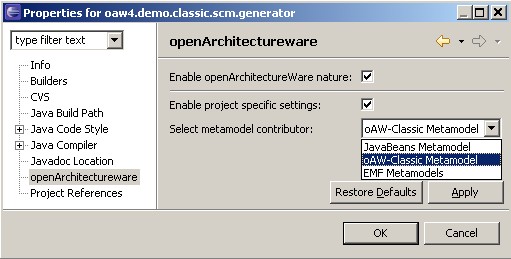 Properties for oaw4.demo.classic.scm.generator
type filter text
Info
Builders
CVS
Java Build Path
Java Code Style
Java Compiler
Javadoc Location
openArchitectureware
Project References
openArchitectureware
Enable openArchitectureWare nature:
Enable project specific settings:
Select metamodel contributor:
oAW-Classic Metamodel
JavaBeans Metamodel
oAW-Classic Metamodel
EMF Metamodels
Restore Defaults
Apply
OK
Cancel